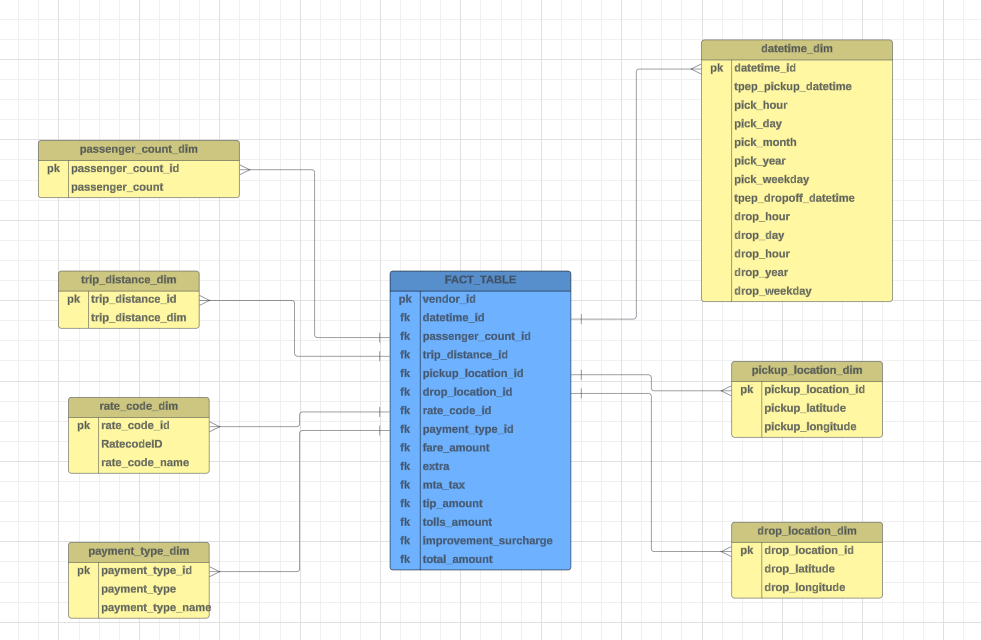 datetime_dim
pk datetime_id
tpep_pickup_datetime
pick_hour
pick_day
pick_month
pick_year
pick_weekday
tpep_dropoff_datetime
drop_hour
drop_day
drop_hour
drop_year
drop_weekday
passenger_count_dim
pk passenger_count_id
passenger_count
trip_distance_dim
pk trip_distance_id
trip_distance_dim
rate_code_dim
pk rate_code_id
RatecodeID
rate_code_name
payment_type_dim
pk payment_type_id
payment_type
payment_type_name
FACT_TABLE
pk vendor_id
fk datetime_id
fk passenger_count_id
fk trip_distance_id
fk pickup_location_id
fk drop_location_id
fk rate_code_id
fk payment_type_id
fk fare_amount
fk extra
fk mta_tax
fk tip_amount
fk tolls_amount
fk improvement_surcharge
fk total_amount
pickup_location_dim
pk pickup_location_id
pickup_latitude
pickup_longitude
drop_location_dim
pk drop_location_id
drop_latitude
drop_longitude